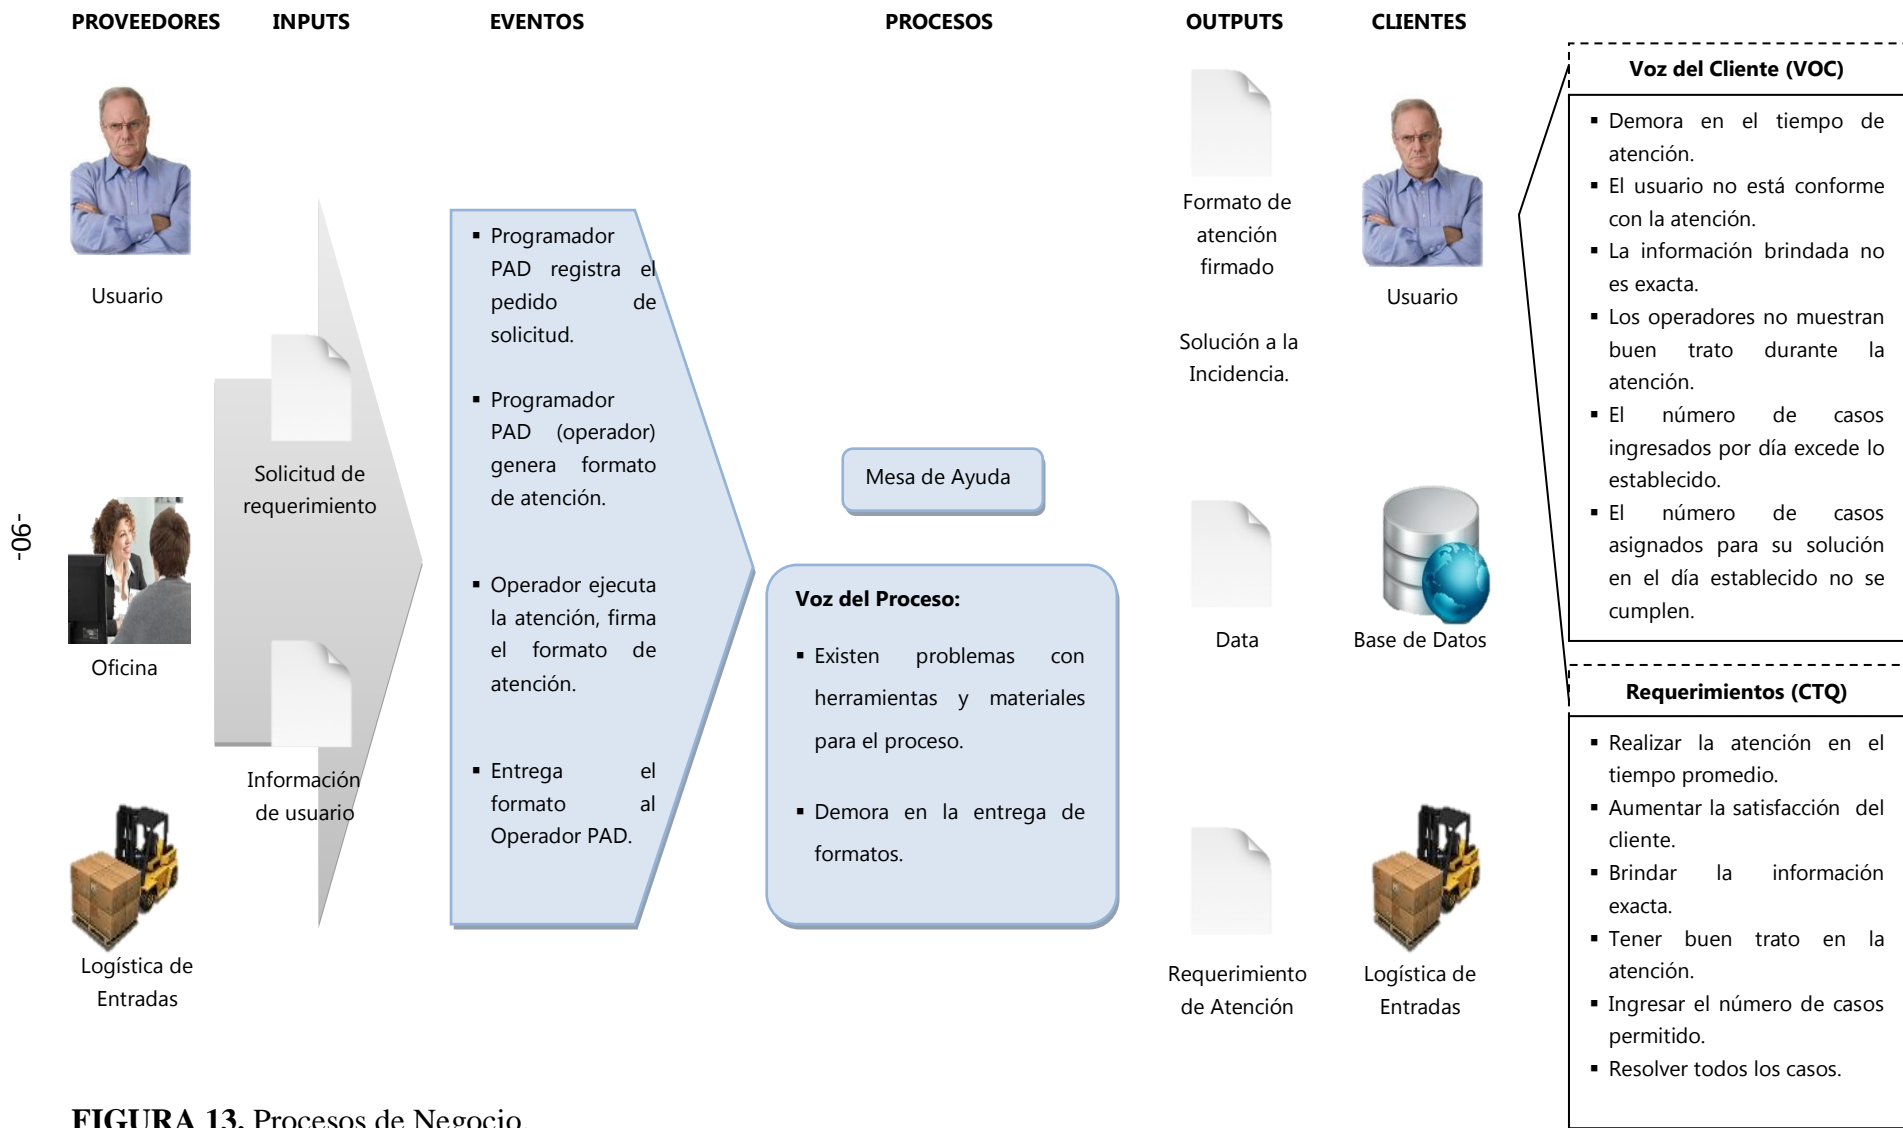 PROVEEDORES
INPUTS
EVENTOS
PROCESOS
OUTPUTS
CLIENTES
Usuario
Oficina
Logística de
Entradas
Solicitud de
requerimiento
Información
de usuario
▪ Programador
PAD registra el
pedido de
solicitud.
▪ Programador
PAD (operador)
genera formato
de atención.
▪ Operador ejecuta
la atención, firma
el formato de
atención.
▪ Entrega el
formato al
Operador PAD.
Mesa de Ayuda
Voz del Proceso:
▪ Existen problemas con
herramientas y materiales
para el proceso.
▪ Demora en la entrega de
formatos.
Formato de
atención
firmado
Solución a la
Incidencia.
Data
Requerimiento
de Atención
Usuario
Base de Datos
Logística de
Entradas
Voz del Cliente (VOC)
▪ Demora en el tiempo de
atención.
▪ El usuario no está conforme
con la atención.
▪ La información brindada no
es exacta.
▪ Los operadores no muestran
buen trato durante la
atención.
▪ El número de casos
ingresados por día excede lo
establecido.
▪ El número de casos
asignados para su solución
en el día establecido no se
cumplen.
Requerimientos (CTQ)
▪ Realizar la atención en el
tiempo promedio.
▪ Aumentar la satisfacción del
cliente.
▪ Brindar la información
exacta.
▪ Tener buen trato en la
atención.
▪ Ingresar el número de casos
permitido.
▪ Resolver todos los casos.
-90-
FIGURA 13. Procesos de Negocio.